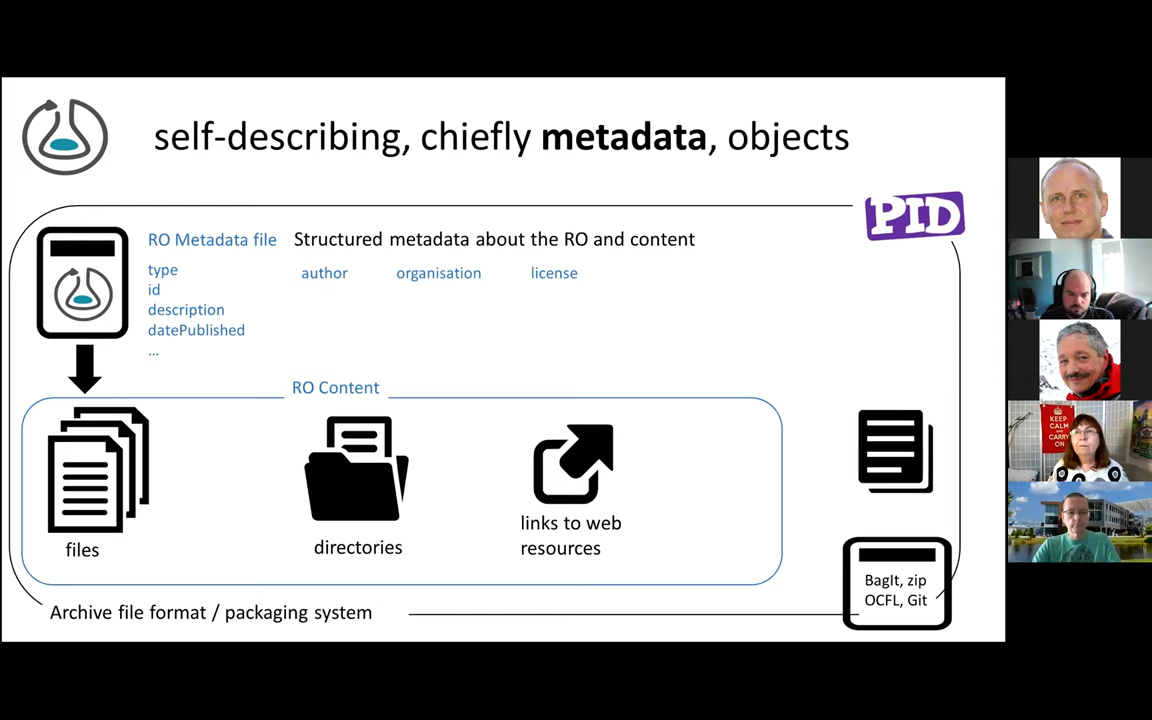 self-describing, chiefly metadata, objects
PID
RO Metadata file
Structured metadata about the RO and content
type
author
organisation
license
id
description
datePublished
...
RO Content
files
directories
links to web
resources
BagIt, zip
OCFL, Git
Archive file format / packaging system
KEEP
CALM
AND
CARRY
ON